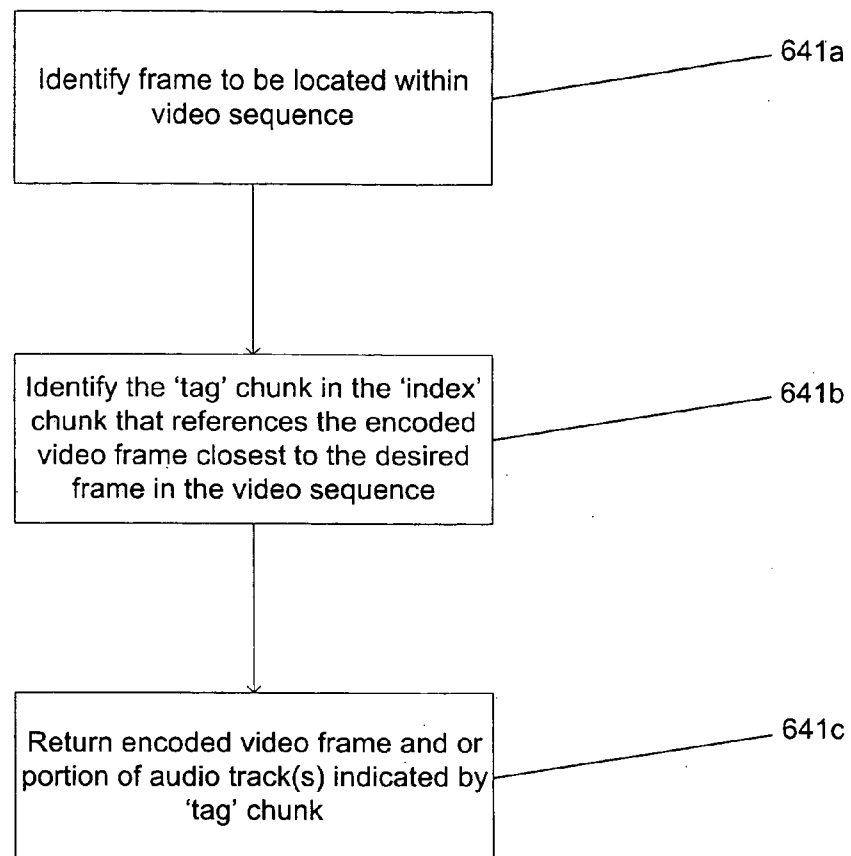 Identify frame to be located within
video sequence
641a
Identify the ‘tag’ chunk in the ‘index’
chunk that references the encoded
video frame closest to the desired
frame in the video sequence
641b
Return encoded video frame and or
portion of audio track(s) indicated by
‘tag’ chunk
641c